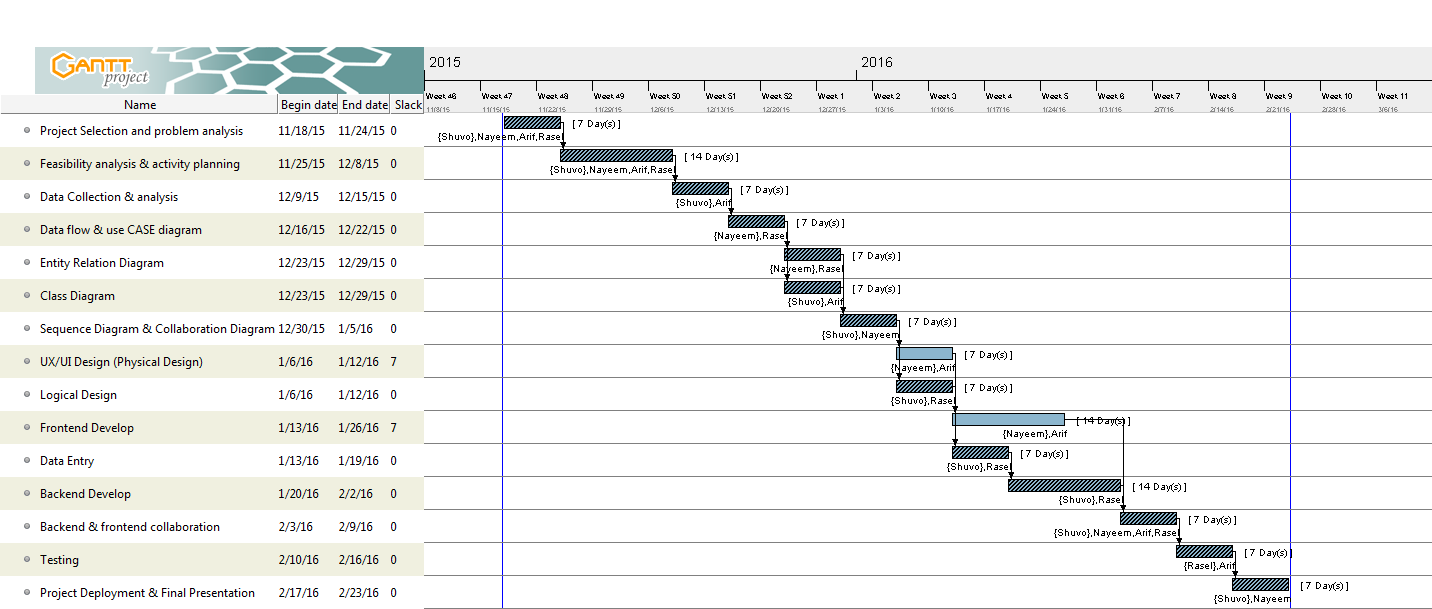 GANTT
project
2015 2016
Name Begin date End date Slack
Week 46 Week 47 Week 48 Week 49 Week 50 Week 51 Week 52 Week 1 Week 2 Week 3 Week 4 Week 5 Week 6 Week 7 Week 8 Week 9 Week 10 Week 11
11/8/15 11/15/15 11/22/15 11/29/15 12/6/15 12/13/15 12/20/15 12/27/15 1/3/16 1/10/16 1/17/16 1/24/16 1/31/16 2/7/16 2/14/16 2/21/16 2/28/16 3/6/16
Project Selection and problem analysis 11/18/15 11/24/15 0 [ 7 Day(s) ]
{Shuvo},Nayeem,Arif,Rasel
Feasibility analysis & activity planning 11/25/15 12/8/15 0 [ 14 Day(s) ]
{Shuvo},Nayeem,Arif,Rasel
Data Collection & analysis 12/9/15 12/15/15 0 [ 7 Day(s) ]
{Shuvo},Arif
Data flow & use CASE diagram 12/16/15 12/22/15 0 [ 7 Day(s) ]
{Nayeem},Rasel
Entity Relation Diagram 12/23/15 12/29/15 0 [ 7 Day(s) ]
{Nayeem},Rasel
Class Diagram 12/23/15 12/29/15 0 [ 7 Day(s) ]
{Shuvo},Arif
Sequence Diagram & Collaboration Diagram 12/30/15 1/5/16 0 [ 7 Day(s) ]
{Shuvo},Nayeem
UX/UI Design (Physical Design) 1/6/16 1/12/16 7 [ 7 Day(s) ]
{Nayeem},Arif
Logical Design 1/6/16 1/12/16 0 [ 7 Day(s) ]
{Shuvo},Rasel
Frontend Develop 1/13/16 1/26/16 7 [ 14 Day(s) ]
{Nayeem},Arif
Data Entry 1/13/16 1/19/16 0 [ 7 Day(s) ]
{Shuvo},Rasel
Backend Develop 1/20/16 2/2/16 0 [ 14 Day(s) ]
{Shuvo},Rasel
Backend & frontend collaboration 2/3/16 2/9/16 0 [ 7 Day(s) ]
{Shuvo},Nayeem,Arif,Rasel
Testing 2/10/16 2/16/16 0 [ 7 Day(s) ]
{Rasel},Arif
Project Deployment & Final Presentation 2/17/16 2/23/16 0 [ 7 Day(s) ]
{Shuvo},Nayeem